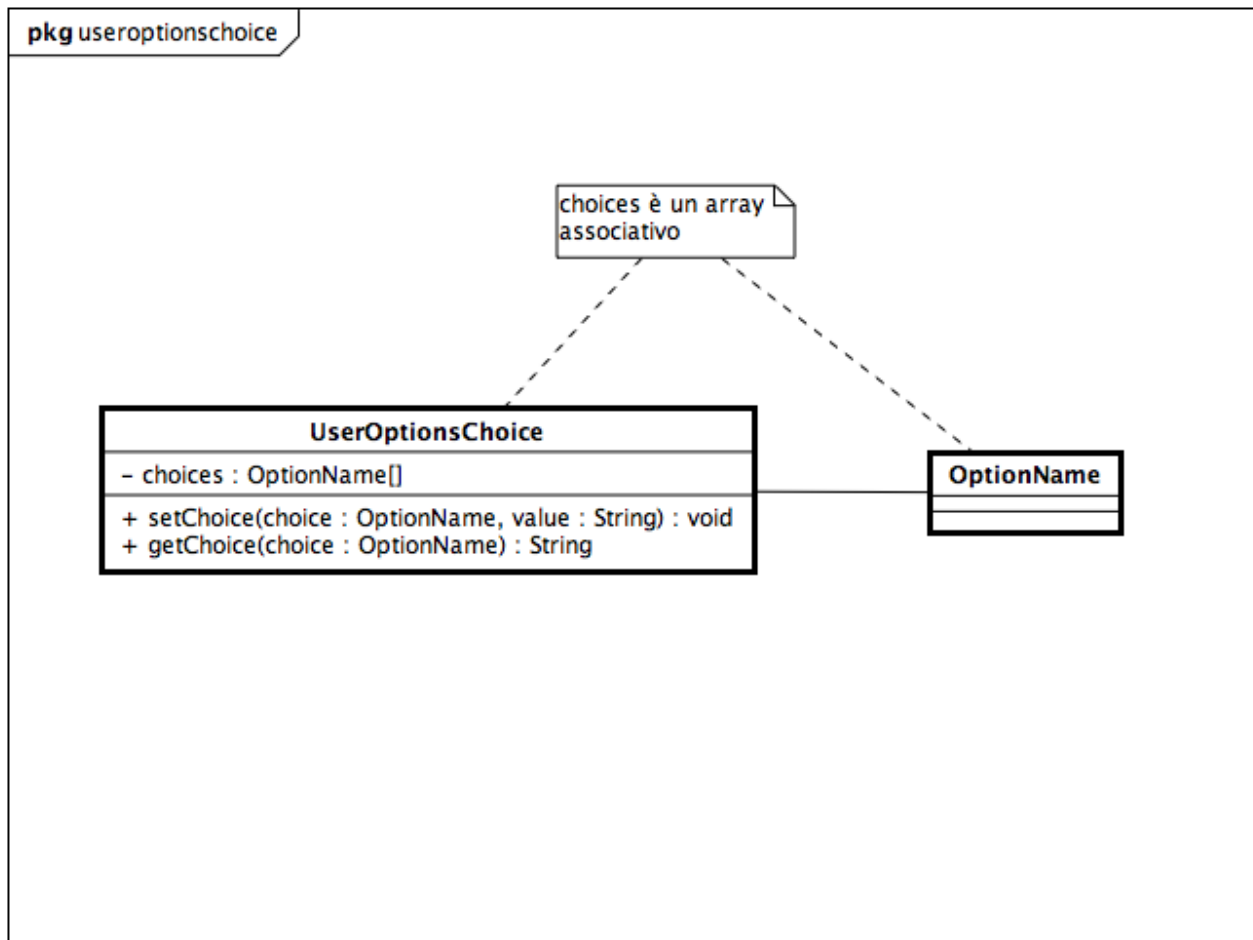 pkg useroptionschoice
choices è un array
associativo
UserOptionsChoice
– choices : OptionName[]
+ setChoice(choice : OptionName, value : String) : void
+ getChoice(choice : OptionName) : String
OptionName